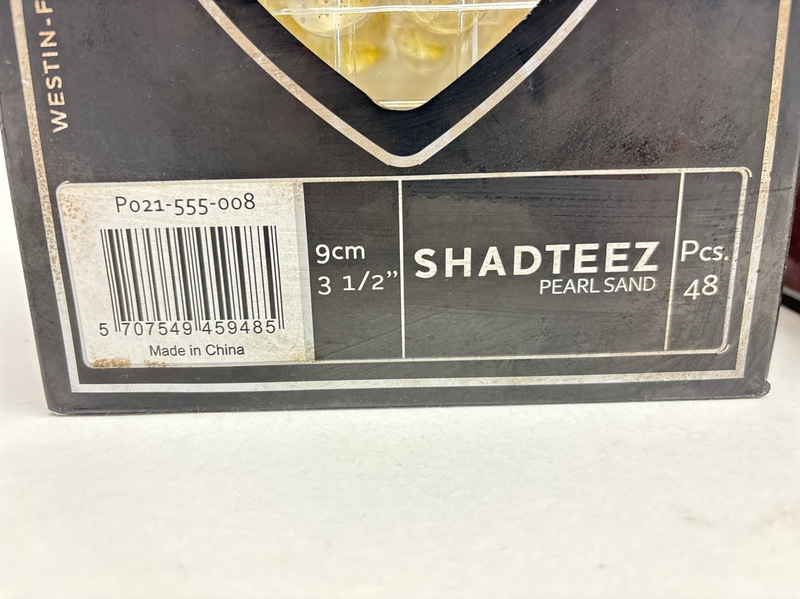 WESTIN-F
P021-555-008
5 707549 459485
Made in China
9cm
3 1/2”
SHADTEEZ
PEARL SAND
Pcs.
48